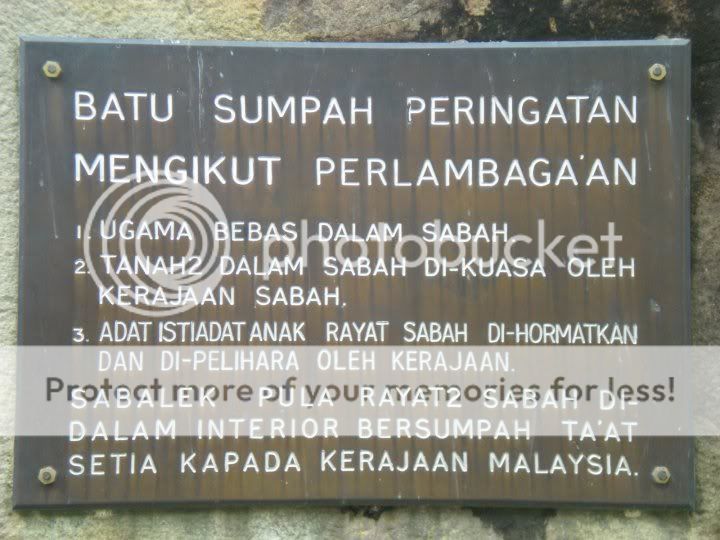 BATU SUMPAH PERINGATAN
MENGIKUT PERLAMBAGA'AN
1. UGAMA BEBAS DALAM SABAH.
2. TANAH2 DALAM SABAH DI-KUASA OLEH
KERAJAAN SABAH.
3. ADAT ISTIADAT ANAK RAYAT SABAH DI-HORMATKAN
DAN DI-PELIHARA OLEH KERAJAAN.
SABALEK PULA RAYAT2 SABAH DI-
DALAM INTERIOR BERSUMPAH TA'AT
SETIA KAPADA KERAJAAN MALAYSIA.
photobucket
Protect more of your memories for less!